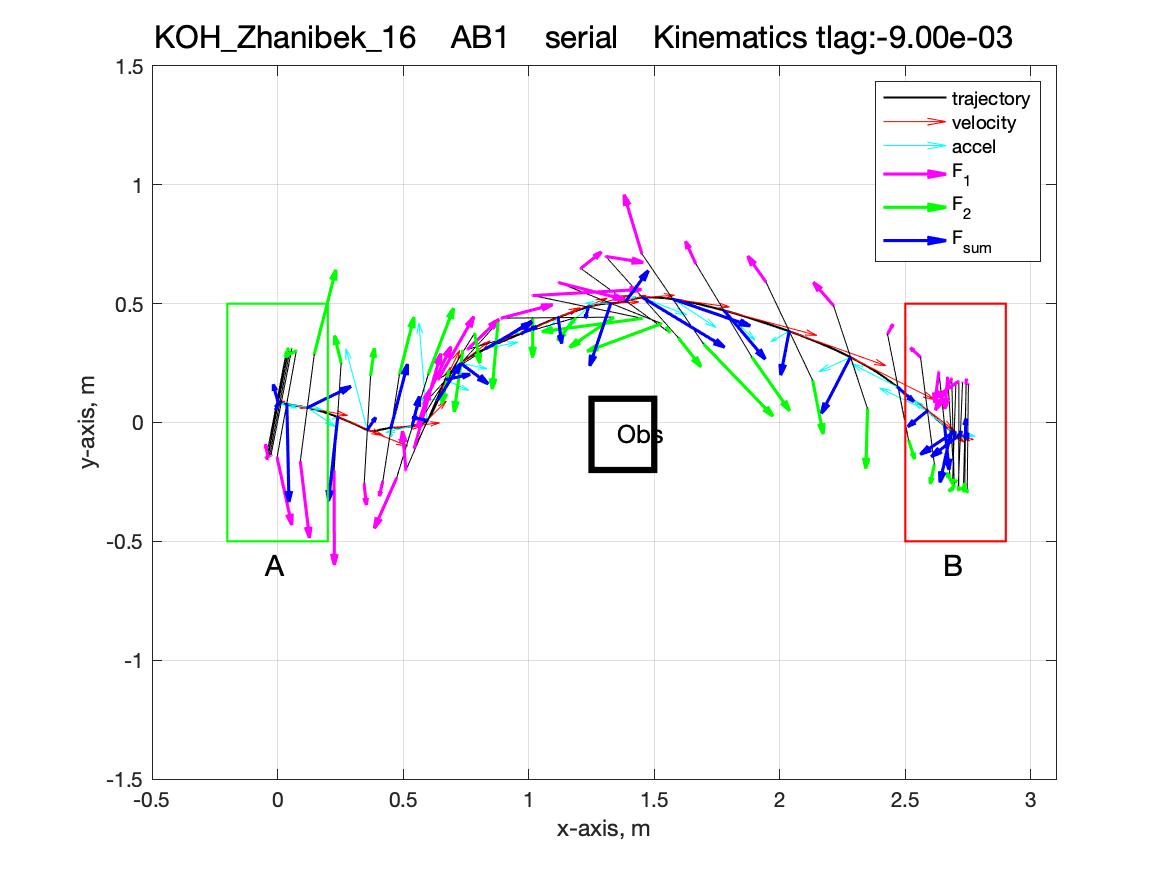 KOH_Zhanibek_16 AB1 serial Kinematics tlag:-9.00e-03
1.5
1
0.5
0
-0.5
-1
-1.5
y-axis, m
trajectory
velocity
accel
F1
F2
Fsum
Obs
A
B
-0.5 0 0.5 1 1.5 2 2.5 3
x-axis, m